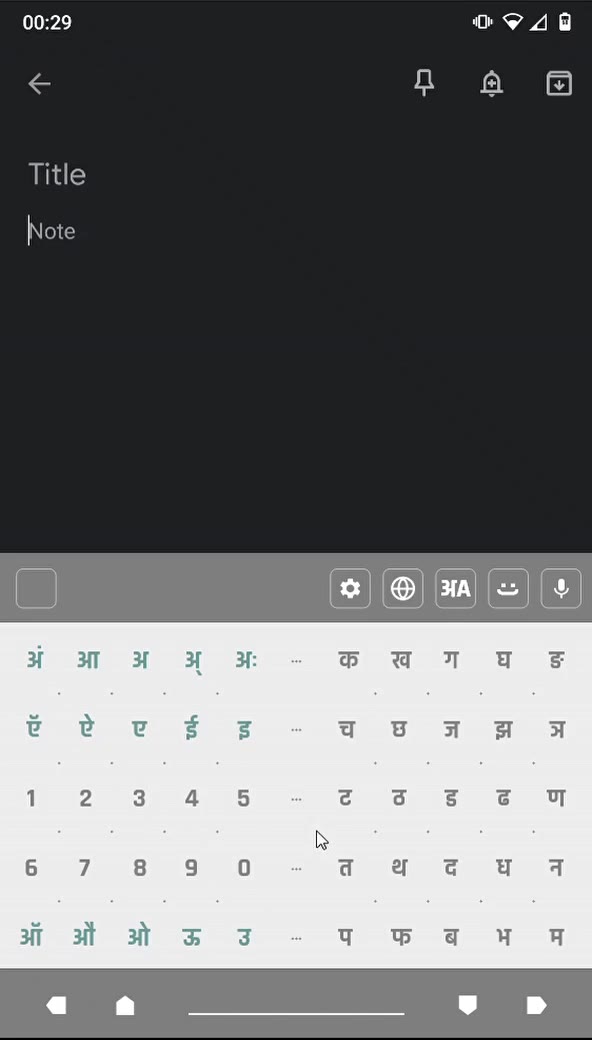 00:29
Title
Note
अA
अं आ अ अ् अः ... क ख ग घ ङ
ऍ ऐ ए ई इ ... च छ ज झ ञ
1 2 3 4 5 ... ट ठ ड ढ ण
6 7 8 9 0 ... त थ द ध न
ऑ औ ओ ऊ उ ... प फ ब भ म